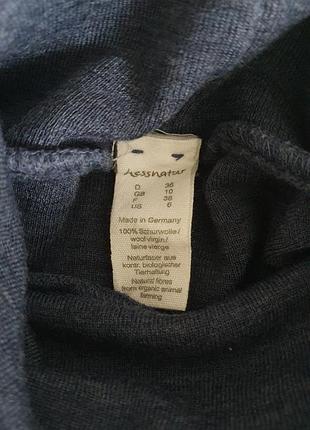 hessnatur
D 36
GB 10
F 38
US 6
Made in Germany
100% Schurwolle/
wool virgin/
laine vierge
Naturfaser aus
kontr. biologischer
Tierhaltung
Natural fibres
from organic animal
farming